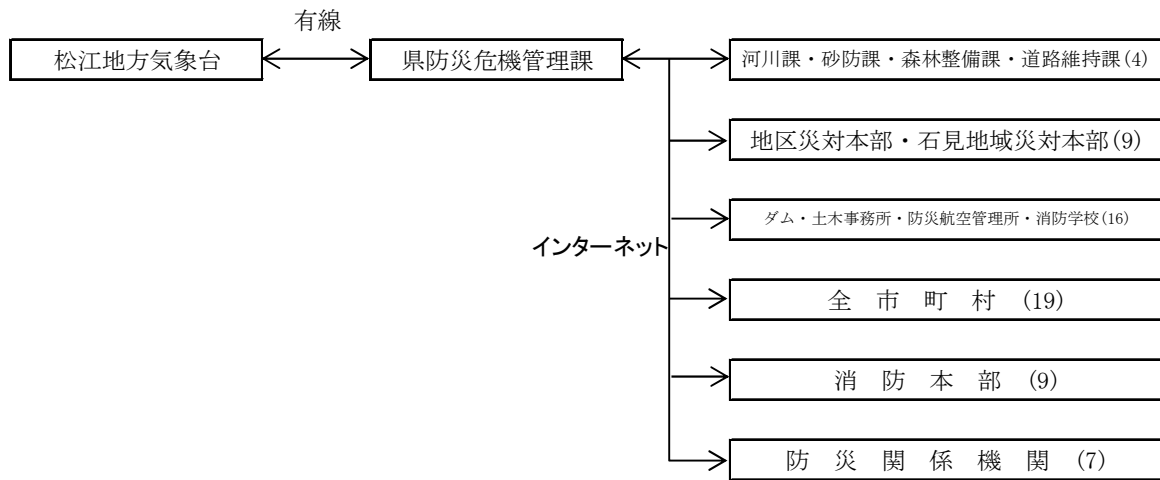 有線
松江地方気象台
県防災危機管理課
河川課・砂防課・森林整備課・道路維持課(4)
地区災対本部・石見地域災対本部(9)
ダム・土木事務所・防災航空管理所・消防学校(16)
インターネット
全市町村 (19)
消防本部 (9)
防災関係機関 (7)